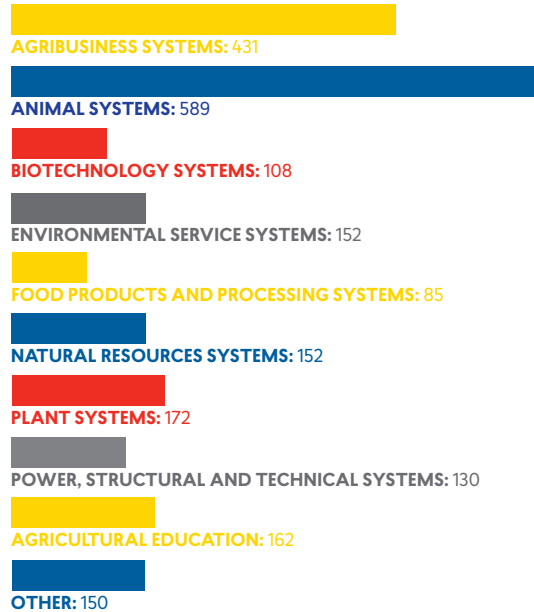 AGRIBUSINESS SYSTEMS: 431
ANIMAL SYSTEMS: 589
BIOTECHNOLOGY SYSTEMS: 108
ENVIRONMENTAL SERVICE SYSTEMS: 152
FOOD PRODUCTS AND PROCESSING SYSTEMS: 85
NATURAL RESOURCES SYSTEMS: 152
PLANT SYSTEMS: 172
POWER, STRUCTURAL AND TECHNICAL SYSTEMS: 130
AGRICULTURAL EDUCATION: 162
OTHER: 150